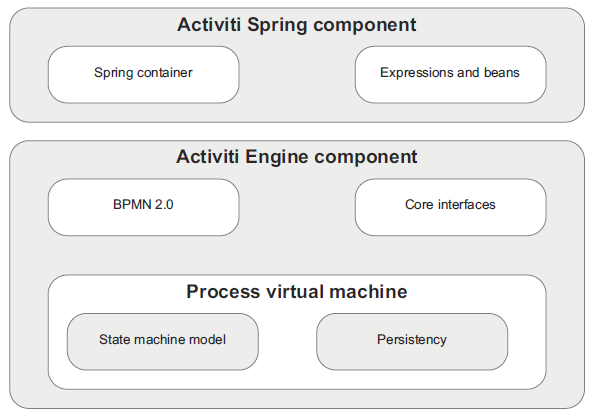 Activiti Spring component
Spring container
Expressions and beans
Activiti Engine component
BPMN 2.0
Core interfaces
Process virtual machine
State machine model
Persistency